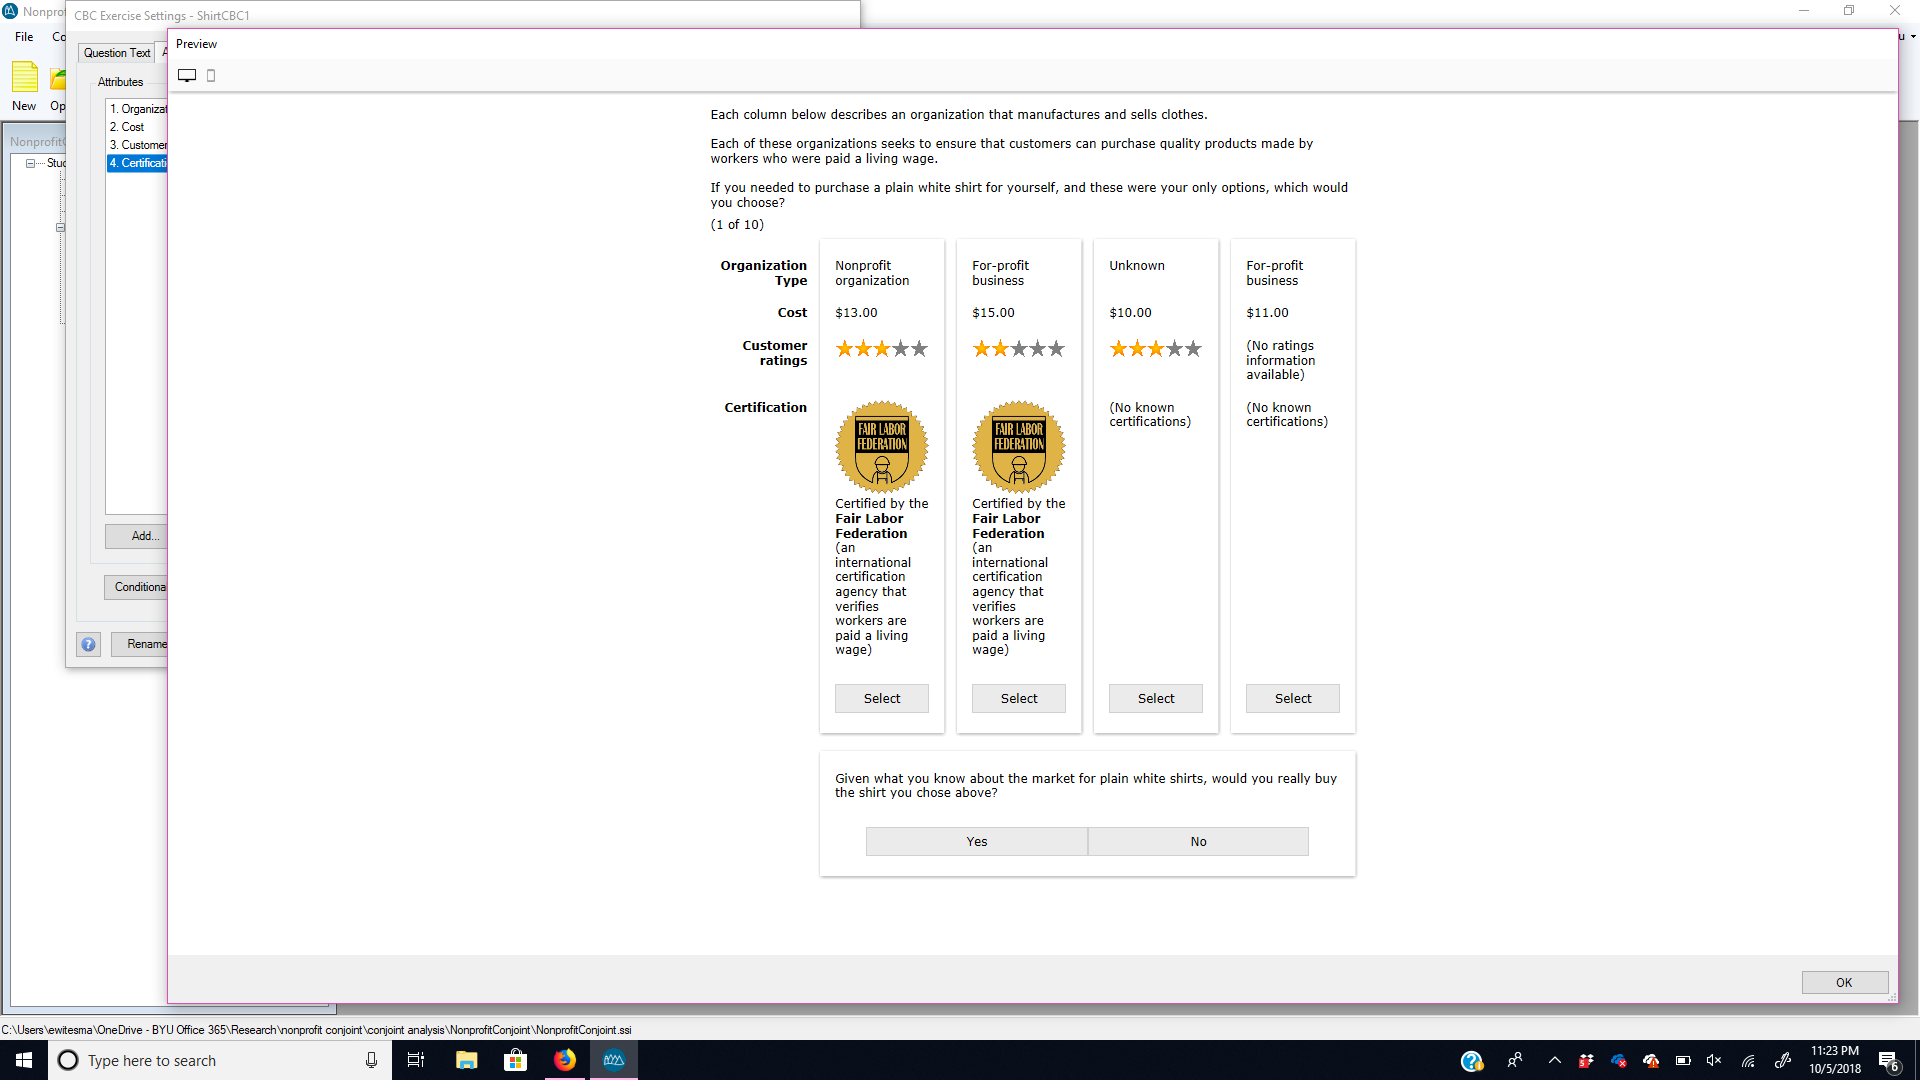 Nonprof
CBC Exercise Settings - ShirtCBC1
File Co
Preview
Question Text A
Attributes
New Op
1. Organizat
2. Cost
3. Customer
4. Certificati
Nonprofit
Stud
Add...
Conditional
Rename
Each column below describes an organization that manufactures and sells clothes.
Each of these organizations seeks to ensure that customers can purchase quality products made by
workers who were paid a living wage.
If you needed to purchase a plain white shirt for yourself, and these were your only options, which would
you choose?
(1 of 10)
Organization Type
Nonprofit organization
For-profit business
Unknown
For-profit business
Cost $13.00 $15.00 $10.00 $11.00
Customer ratings
(No ratings
information
available)
Certification
FAIR LABOR
FEDERATION
Certified by the
Fair Labor
Federation
(an
international
certification
agency that
verifies
workers are
paid a living
wage)
FAIR LABOR
FEDERATION
Certified by the
Fair Labor
Federation
(an
international
certification
agency that
verifies
workers are
paid a living
wage)
(No known
certifications)
(No known
certifications)
Select Select Select Select
Given what you know about the market for plain white shirts, would you really buy
the shirt you chose above?
Yes No
OK
C:\Users\ewitesma\OneDrive - BYU Office 365\Research\nonprofit conjoint\conjoint analysis\NonprofitConjoint\NonprofitConjoint.ssi
Type here to search
11:23 PM
10/5/2018
6